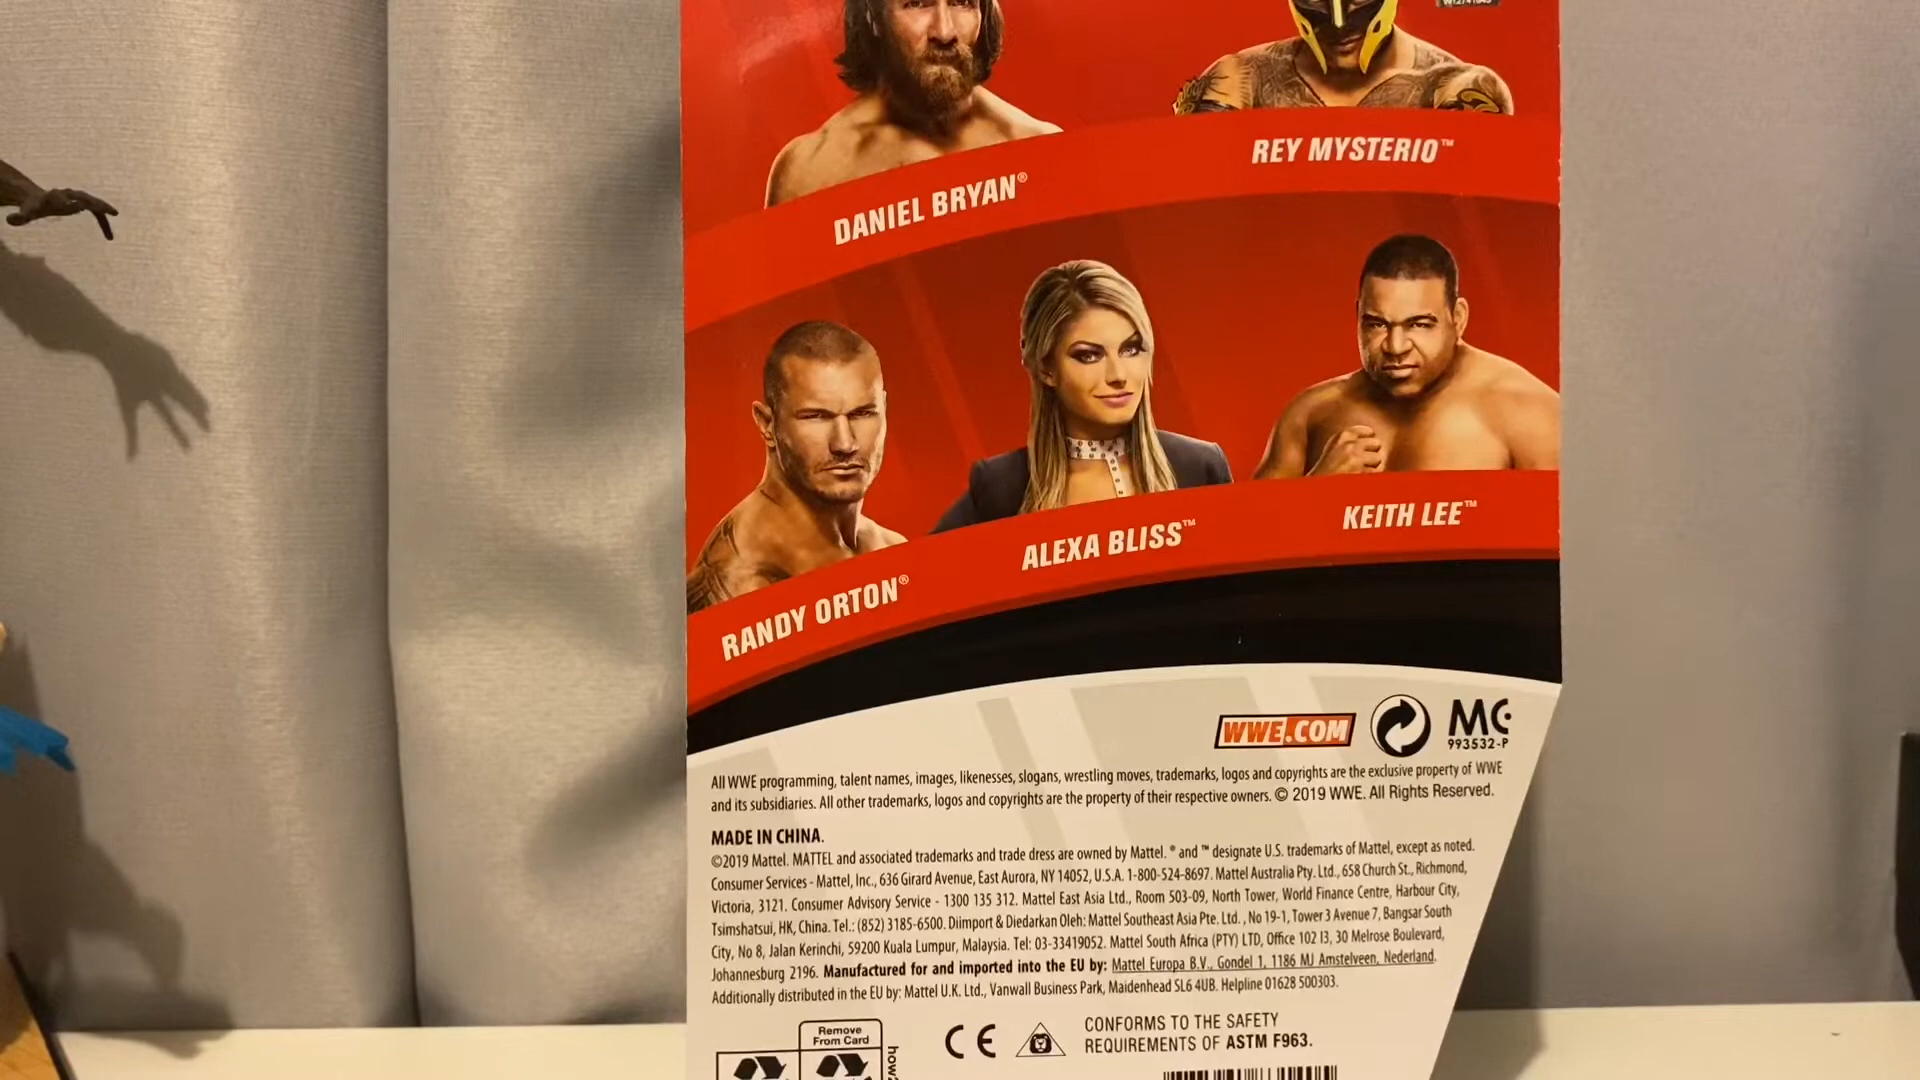 REY MYSTERIO™
DANIEL BRYAN®
RANDY ORTON®
ALEXA BLISS™
KEITH LEE™
WWE.COM
MC
993532-P
All WWE programming, talent names, images, likenesses, slogans, wrestling moves, trademarks, logos and copyrights are the exclusive property of WWE
and its subsidiaries. All other trademarks, logos and copyrights are the property of their respective owners. © 2019 WWE. All Rights Reserved.
MADE IN CHINA.
©2019 Mattel. MATTEL and associated trademarks and trade dress are owned by Mattel. ® and ™ designate U.S. trademarks of Mattel, except as noted.
Consumer Services - Mattel, Inc., 636 Girard Avenue, East Aurora, NY 14052, U.S.A. 1-800-524-8697. Mattel Australia Pty. Ltd., 658 Church St., Richmond,
Victoria, 3121. Consumer Advisory Service - 1300 135 312. Mattel East Asia Ltd., Room 503-09, North Tower, World Finance Centre, Harbour City,
Tsimshatsui, HK, China. Tel.: (852) 3185-6500. Diimport & Diedarkan Oleh: Mattel Southeast Asia Pte. Ltd., No 19-1, Tower 3 Avenue 7, Bangsar South
City, No 8, Jalan Kerinchi, 59200 Kuala Lumpur, Malaysia. Tel: 03-33419052. Mattel South Africa (PTY) LTD, Office 102 I3, 30 Melrose Boulevard,
Johannesburg 2196. Manufactured for and imported into the EU by: Mattel Europa B.V., Gondel 1, 1186 MJ Amstelveen, Nederland.
Additionally distributed in the EU by: Mattel U.K. Ltd., Vanwall Business Park, Maidenhead SL6 4UB. Helpline 01628 500303.
Remove
From Card
CE
CONFORMS TO THE SAFETY
REQUIREMENTS OF ASTM F963.